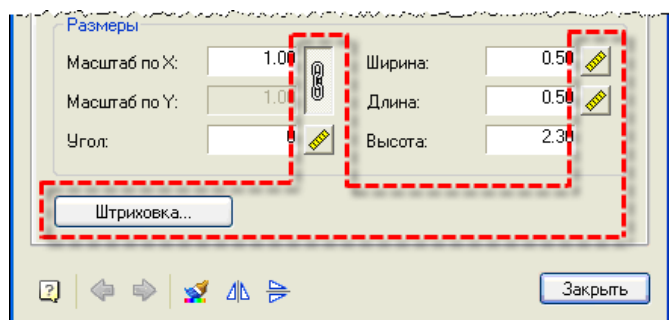 Размеры
Масштаб по X: 1.00 Ширина: 0.50
Масштаб по Y: 1.00 Длина: 0.50
Угол: 0 Высота: 2.30
Штриховка...
Закрыть